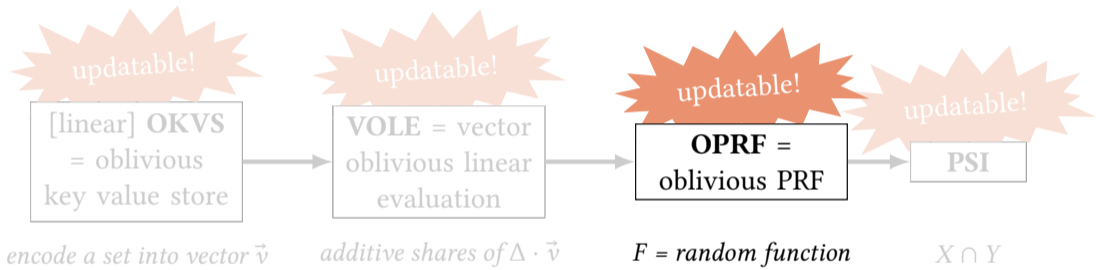 updatable!
updatable!
updatable!
updatable!
[linear] OKVS
= oblivious
key value store
VOLE = vector
oblivious linear
evaluation
OPRF =
oblivious PRF
PSI
encode a set into vector v⃗
additive shares of Δ · v⃗
F = random function
X ∩ Y